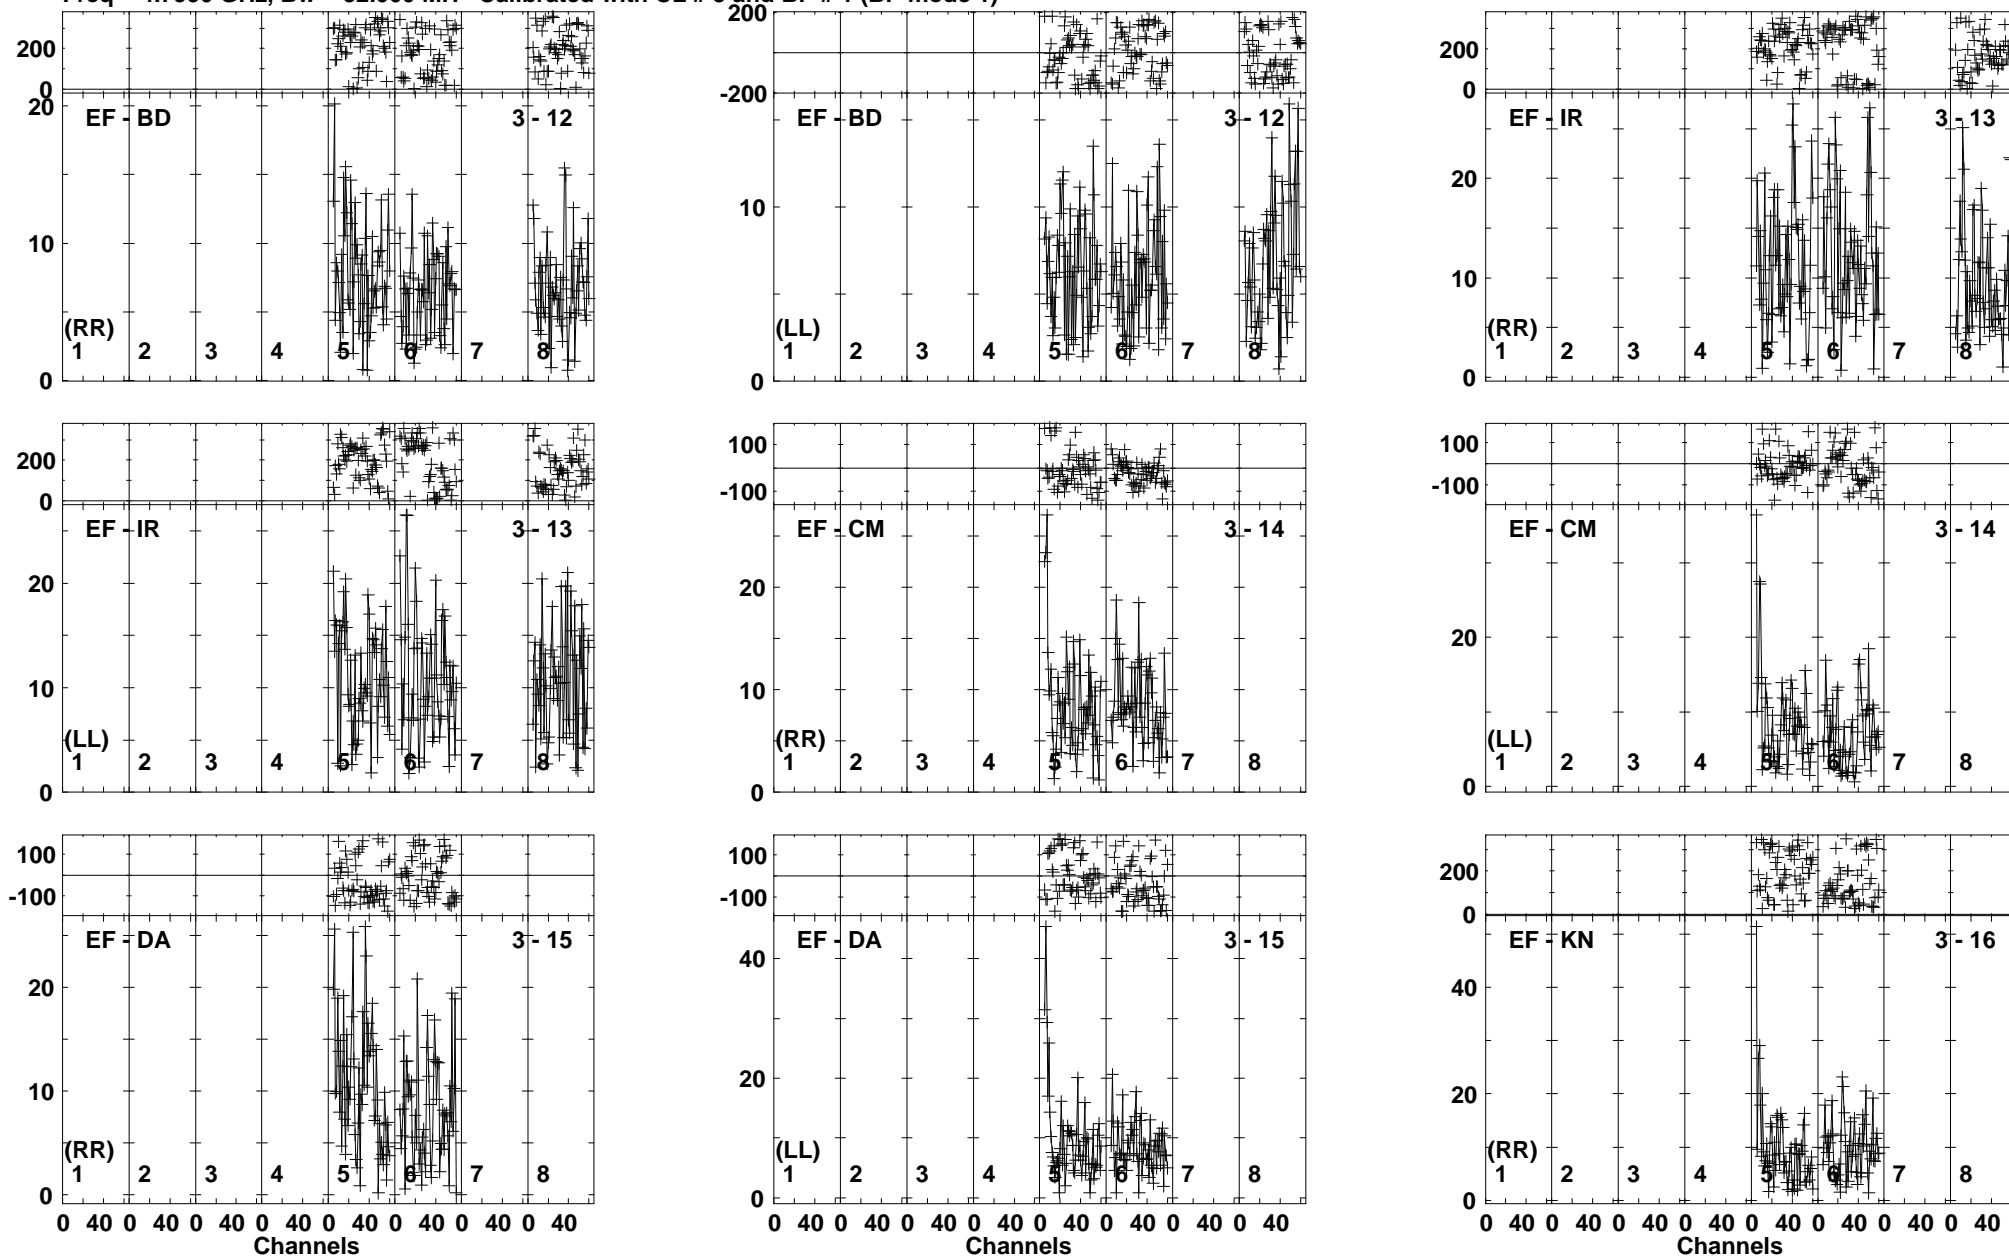 200 0 200 -200 200 0
EF - BD 3 - 12 EF - BD 3 - 12 EF - IR 3 - 13
20 10 0 10 0 20 10 0
(RR) (RR)
1 2 3 4 5 6 7 8 1 2 3 4 5 6 7 8 1 2 3 4 5 6 7 8
200 0 100 -100 100 -100
EF - IR 3 - 13 EF - CM 3 - 14 EF - CM 3 - 14
20 10 0 20 10 0 20 0
(LL) (RR) (LL)
1 2 3 4 5 6 7 8 1 2 3 4 5 6 7 8 1 2 3 4 5 6 7 8
100 -100 100 -100 200 0
EF - DA 3 - 15 EF - DA 3 - 15 EF - KN 3 - 16
20 10 0 40 20 0 40 20 0
(RR) (LL) (RR)
1 2 3 4 5 6 7 8 1 2 3 4 5 6 7 8 1 2 3 4 5 6 7 8
0 40 0 40 0 40 0 40 0 40 0 40 0 40 0 40 0 40 0 40 0 40 0 40 0 40 0 40 0 40 0 40 0 40 0 40 0 40 0 40 0 40 0 40 0 40 0 40
Channels Channels